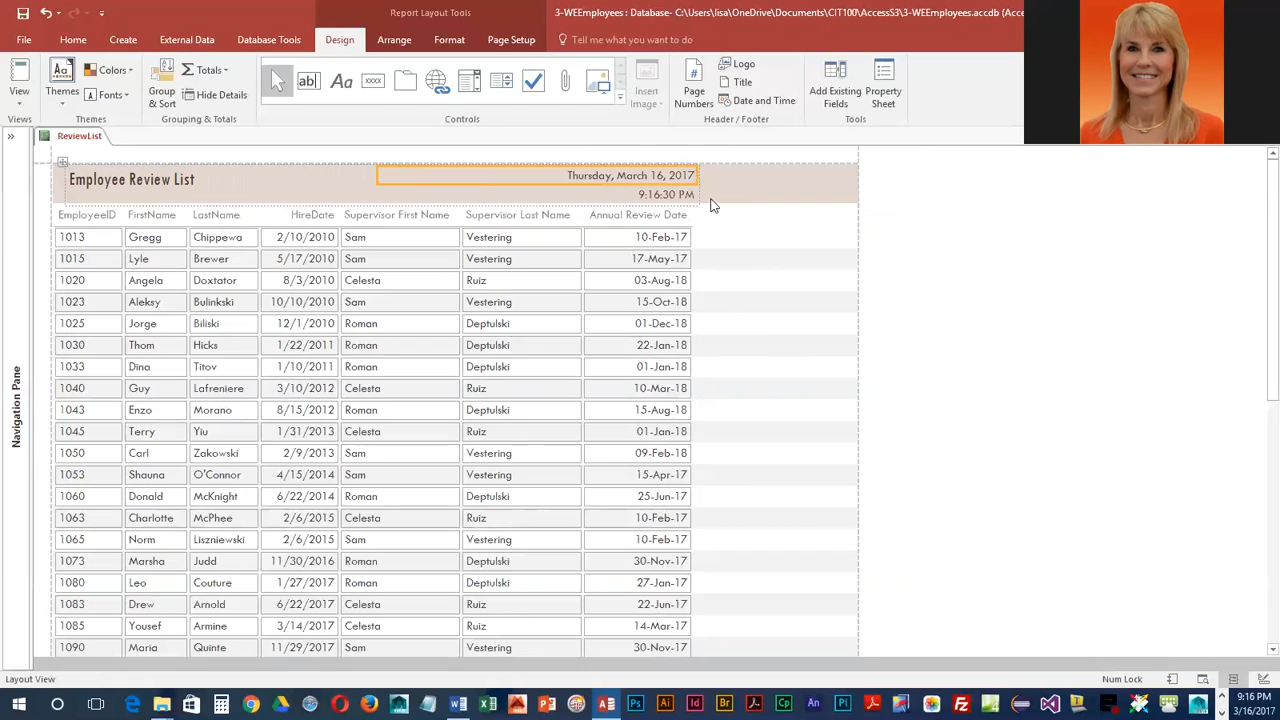 Report Layout Tools
3-WEEmployees : Database- C:\Users\lisa\OneDrive\Documents\CIT100\AccessS3\3-WEEmployees.accdb (Acce
File Home Create External Data Database Tools Design Arrange Format Page Setup Tell me what you want to do
View Themes Colors Fonts Group & Sort Totals Hide Details Aa xxxx ab Insert Image Page Numbers Logo Title Date and Time Add Existing Fields Property Sheet
Views Themes Grouping & Totals Controls Header / Footer Tools
ReviewList
Navigation Pane
Employee Review List Thursday, March 16, 2017
9:16:30 PM
EmployeeID FirstName LastName HireDate Supervisor First Name Supervisor Last Name Annual Review Date
1013 Gregg Chippewa 2/10/2010 Sam Vestering 10-Feb-17
1015 Lyle Brewer 5/17/2010 Sam Vestering 17-May-17
1020 Angela Doxtator 8/3/2010 Celesta Ruiz 03-Aug-18
1023 Aleksy Bulinkski 10/10/2010 Sam Vestering 15-Oct-18
1025 Jorge Biliski 12/1/2010 Roman Deptulski 01-Dec-18
1030 Thom Hicks 1/22/2011 Roman Deptulski 22-Jan-18
1033 Dina Titov 1/10/2011 Roman Deptulski 01-Jan-18
1040 Guy Lafreniere 3/10/2012 Celesta Ruiz 10-Mar-18
1043 Enzo Morano 8/15/2012 Roman Deptulski 15-Aug-18
1045 Terry Yiu 1/31/2013 Celesta Ruiz 01-Jan-18
1050 Carl Zakowski 2/9/2013 Sam Vestering 09-Feb-18
1053 Shauna O'Connor 4/15/2014 Sam Vestering 15-Apr-17
1060 Donald McKnight 6/22/2014 Roman Deptulski 25-Jun-17
1063 Charlotte McPhee 2/6/2015 Celesta Ruiz 10-Feb-17
1065 Norm Liszniewski 2/6/2015 Sam Vestering 10-Feb-17
1073 Marsha Judd 11/30/2016 Roman Deptulski 30-Nov-17
1080 Leo Couture 1/27/2017 Roman Deptulski 27-Jan-17
1083 Drew Arnold 6/22/2017 Celesta Ruiz 22-Jun-17
1085 Yousef Armine 3/14/2017 Celesta Ruiz 14-Mar-17
1090 Maria Quinte 11/29/2017 Sam Vestering 30-Nov-17
Layout View Num Lock
Ps Ai Id Br Cp An Pl Fz
9:16 PM
3/16/2017